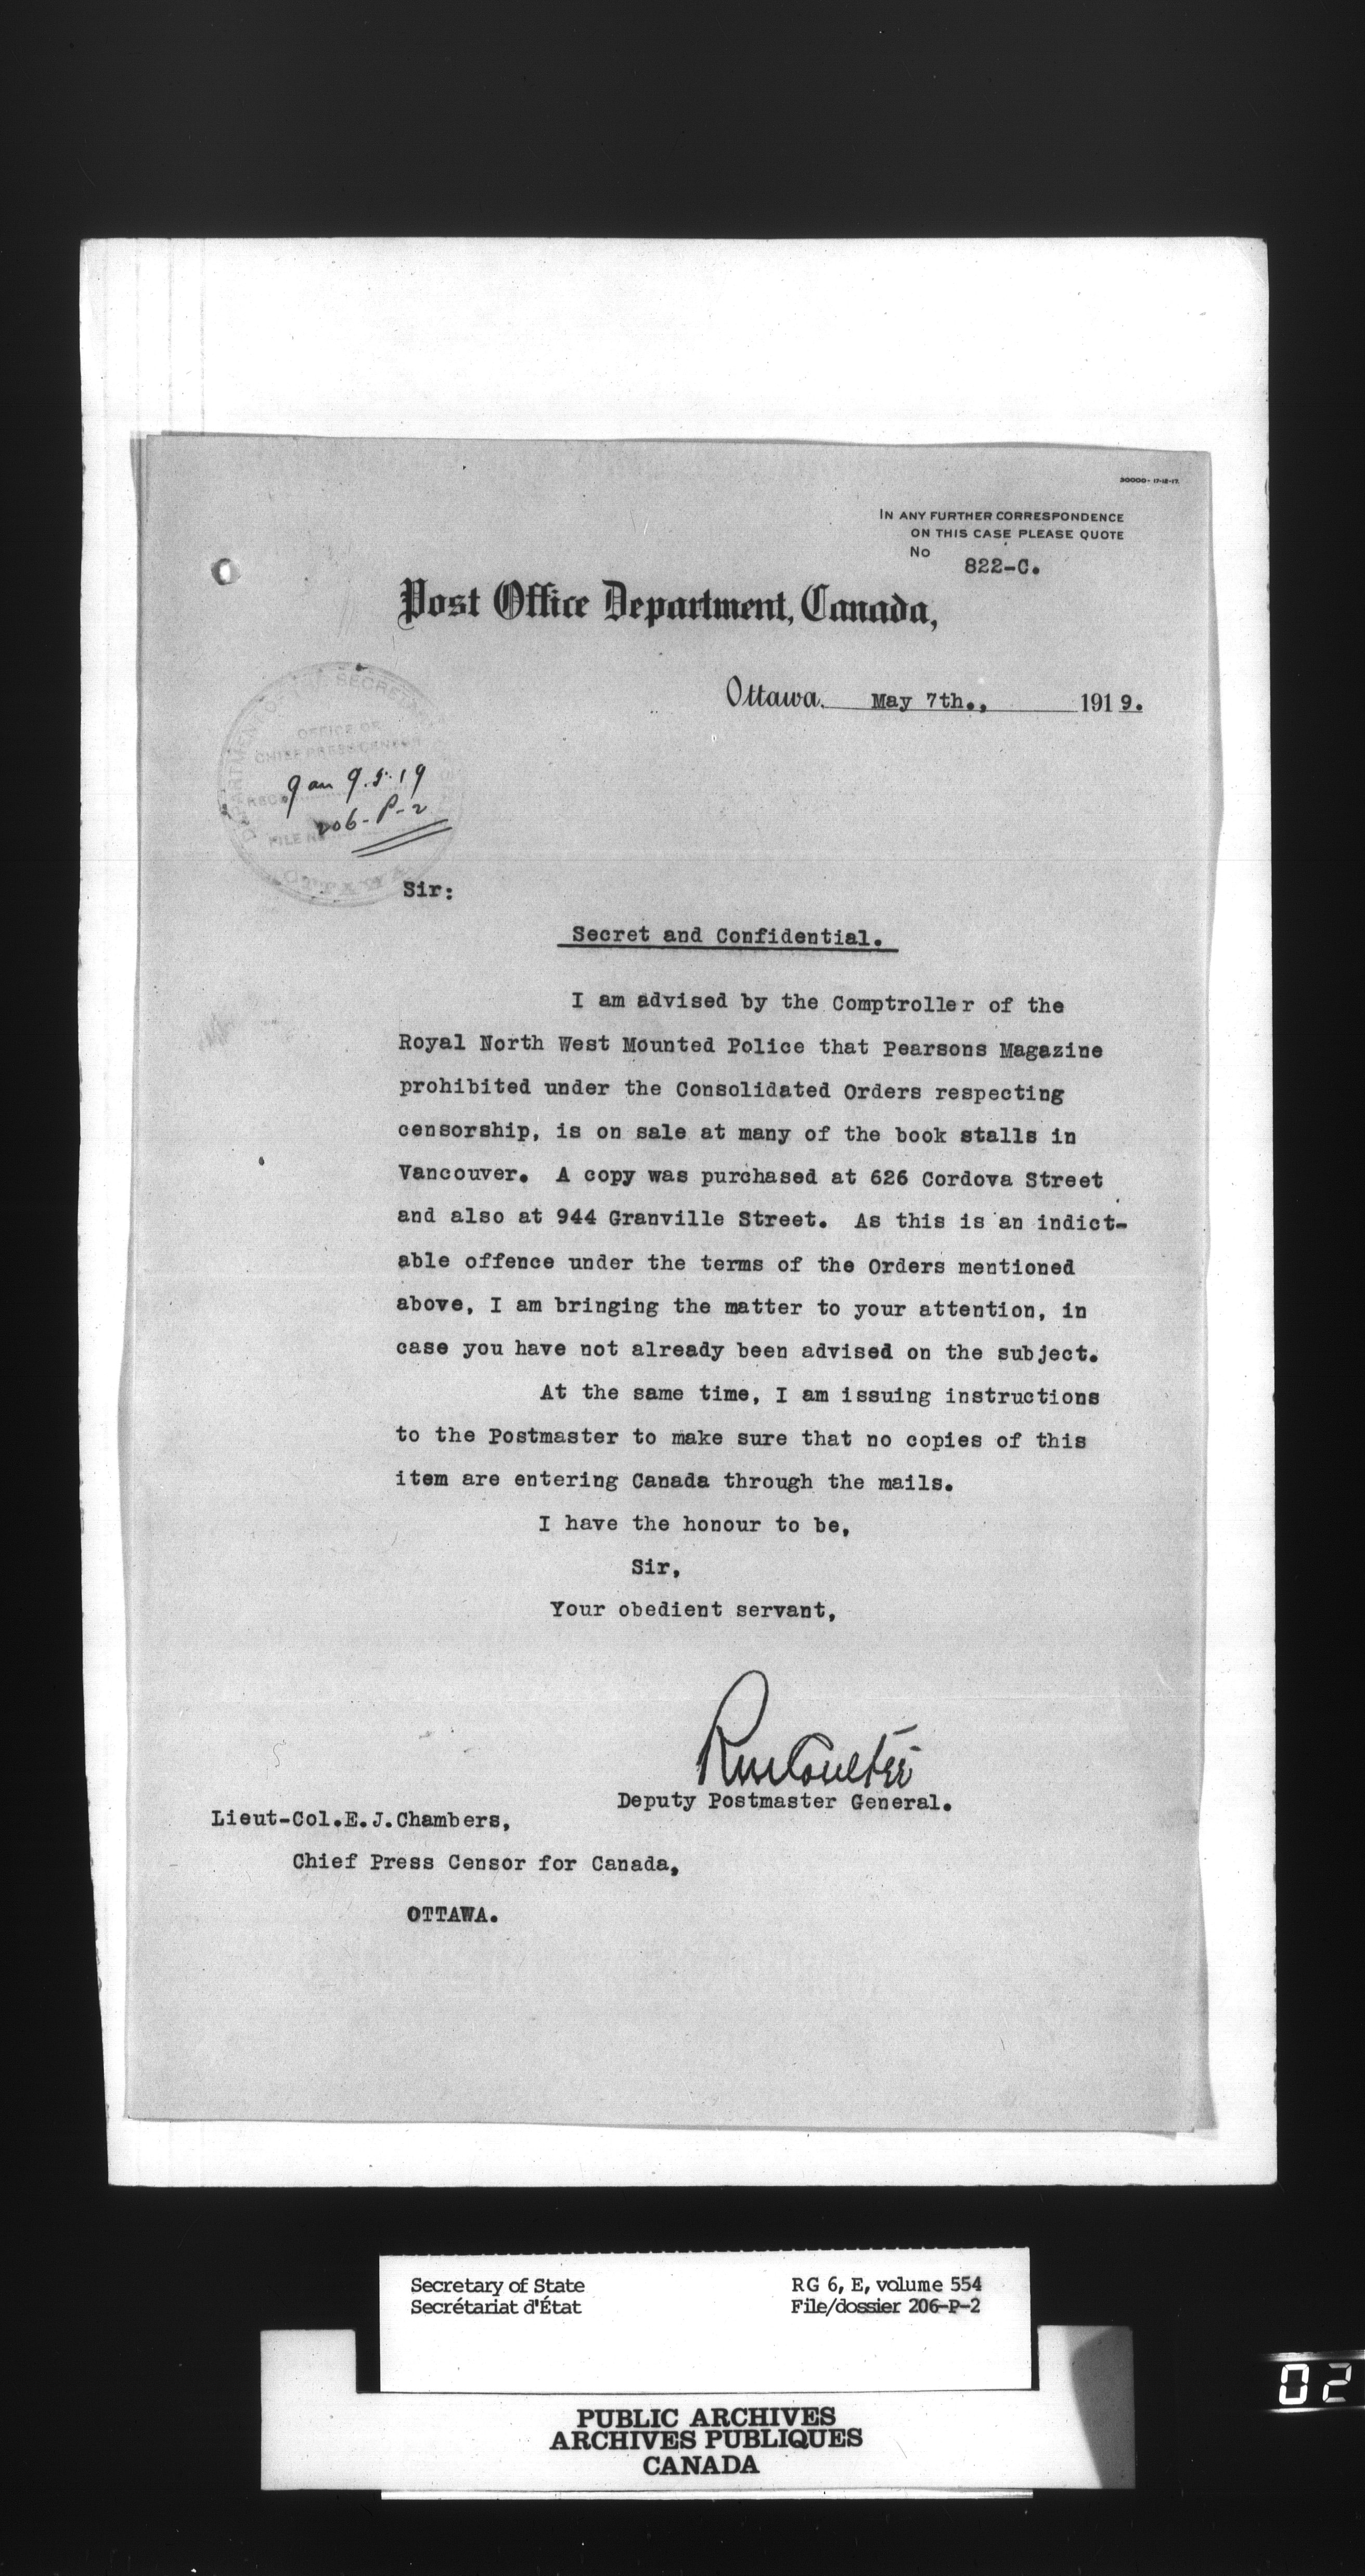 30000-17-12-17.
IN ANY FURTHER CORRESPONDENCE
ON THIS CASE PLEASE QUOTE
No
822-C.
Post Office Department, Canada,
Ottawa. May 7th., 1919.
DEPARTMENT OF THE SECRETARY
OFFICE OF
CHIEF PRESS CENSOR
9 am 9.5.19
206-P-2
FILE No
Sir:
Secret and Confidential.
I am advised by the Comptroller of the
Royal North West Mounted Police that Pearsons Magazine
prohibited under the Consolidated Orders respecting
censorship, is on sale at many of the book stalls in
Vancouver. A copy was purchased at 626 Cordova Street
and also at 944 Granville Street. As this is an indict-
able offence under the terms of the Orders mentioned
above, I am bringing the matter to your attention, in
case you have not already been advised on the subject.
At the same time, I am issuing instructions
to the Postmaster to make sure that no copies of this
item are entering Canada through the mails.
I have the honour to be,
Sir,
Your obedient servant,
RM Coulter
Deputy Postmaster General.
Lieut-Col.E.J.Chambers,
Chief Press Censor for Canada,
OTTAWA.
Secretary of State
Secrétariat d'État
RG 6, E, volume 554
File/dossier 206-P-2
PUBLIC ARCHIVES
ARCHIVES PUBLIQUES
CANADA
02